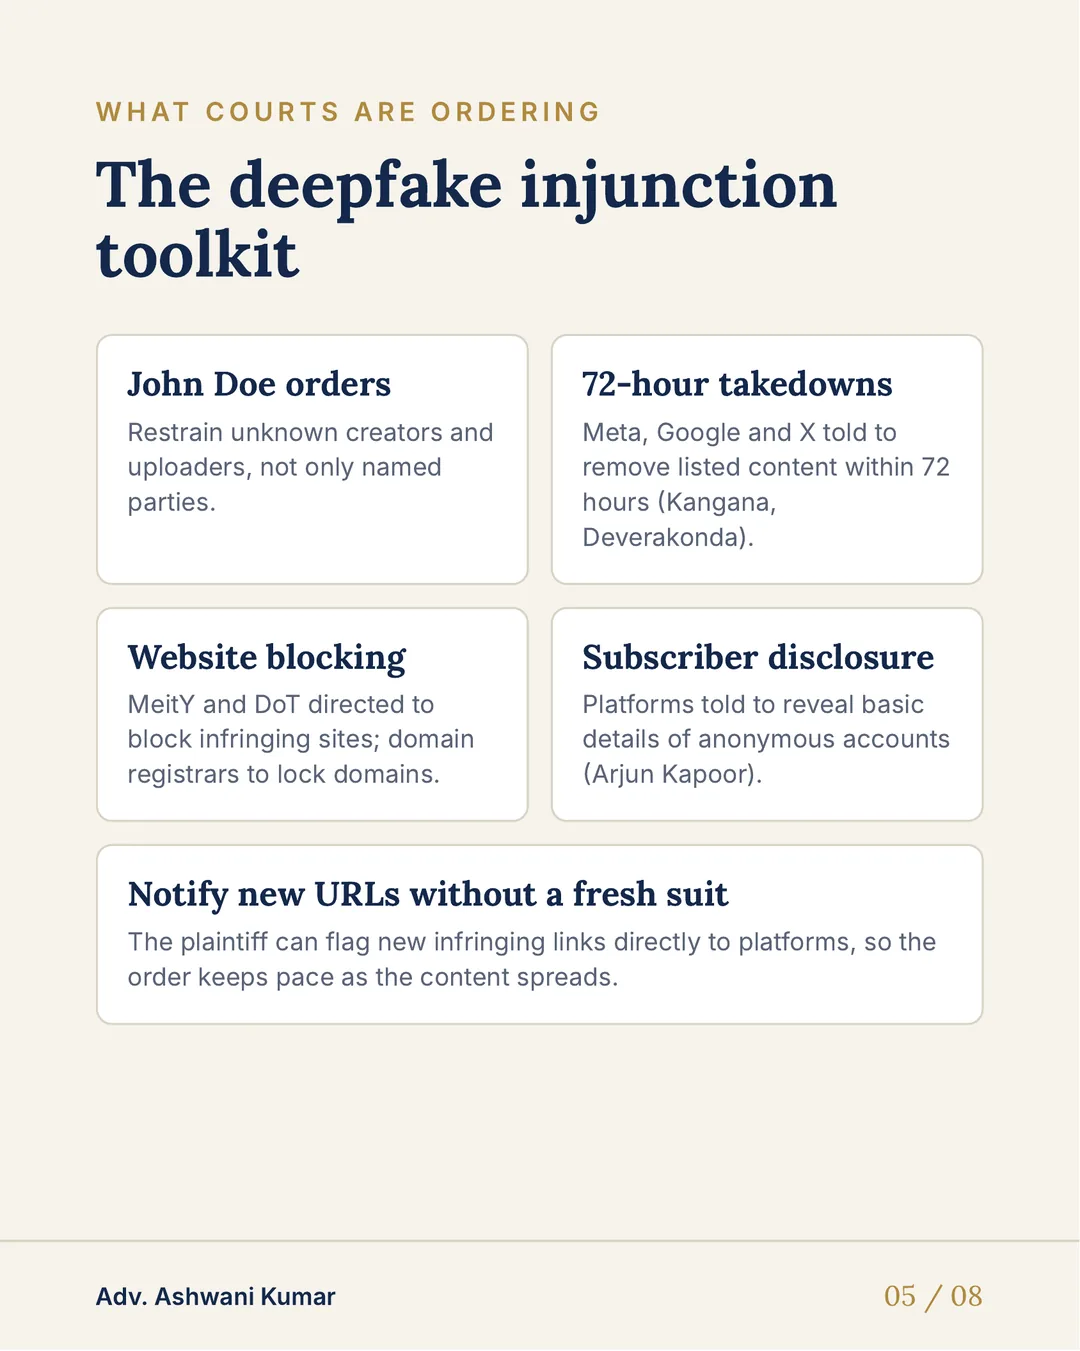 WHAT COURTS ARE ORDERING
The deepfake injunction
toolkit
John Doe orders
Restrain unknown creators and
uploaders, not only named
parties.
72-hour takedowns
Meta, Google and X told to
remove listed content within 72
hours (Kangana,
Deverakonda).
Website blocking
MeitY and DoT directed to
block infringing sites; domain
registrars to lock domains.
Subscriber disclosure
Platforms told to reveal basic
details of anonymous accounts
(Arjun Kapoor).
Notify new URLs without a fresh suit
The plaintiff can flag new infringing links directly to platforms, so the
order keeps pace as the content spreads.
Adv. Ashwani Kumar
05 / 08